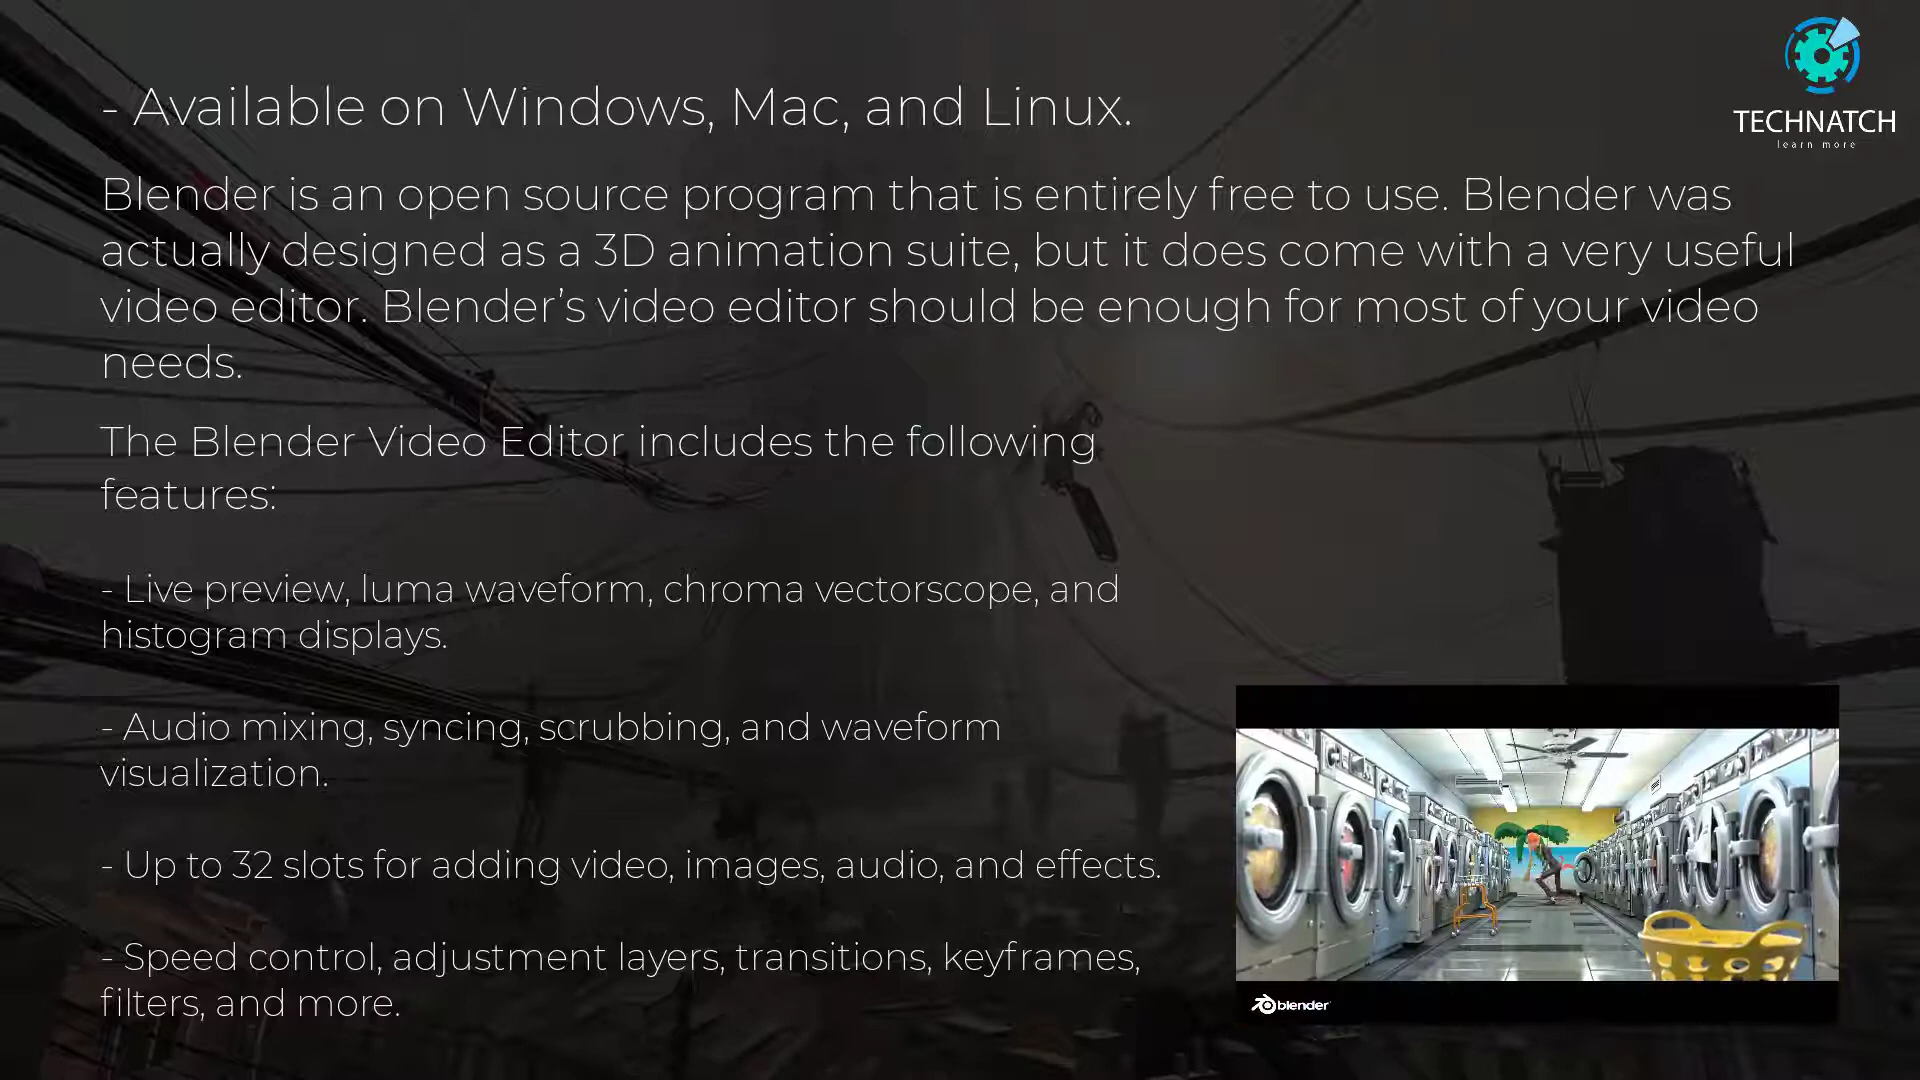 - Available on Windows, Mac, and Linux.
TECHNATCH
learn more
Blender is an open source program that is entirely free to use. Blender was
actually designed as a 3D animation suite, but it does come with a very useful
video editor. Blender’s video editor should be enough for most of your video
needs.
The Blender Video Editor includes the following
features:
- Live preview, luma waveform, chroma vectorscope, and
histogram displays.
- Audio mixing, syncing, scrubbing, and waveform
visualization.
- Up to 32 slots for adding video, images, audio, and effects.
- Speed control, adjustment layers, transitions, keyframes,
filters, and more.
blender